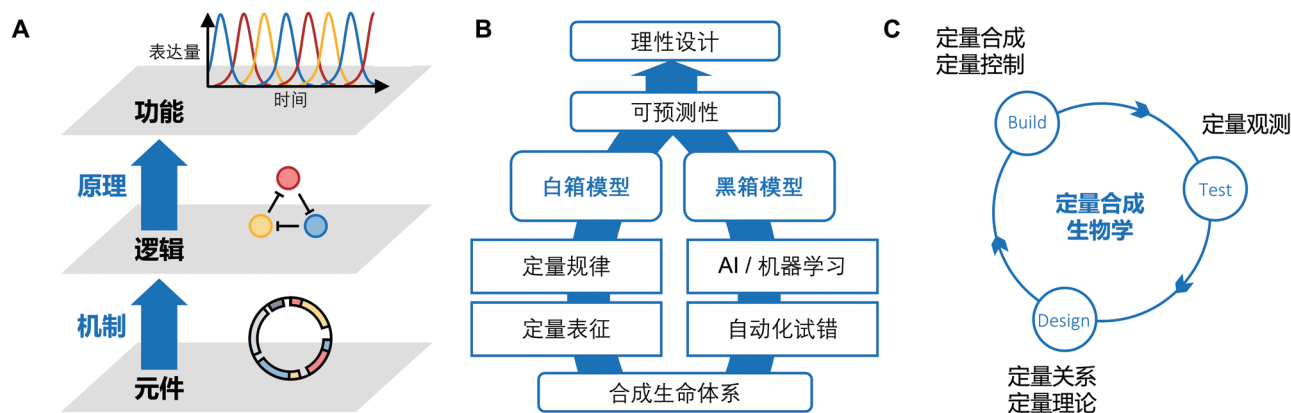 A
表达量
时间
功能
原理
逻辑
机制
元件
B
理性设计
可预测性
白箱模型
黑箱模型
定量规律
AI / 机器学习
定量表征
自动化试错
合成生命体系
C
定量合成
定量控制
Build
定量观测
Test
定量合成
生物学
Design
定量关系
定量理论